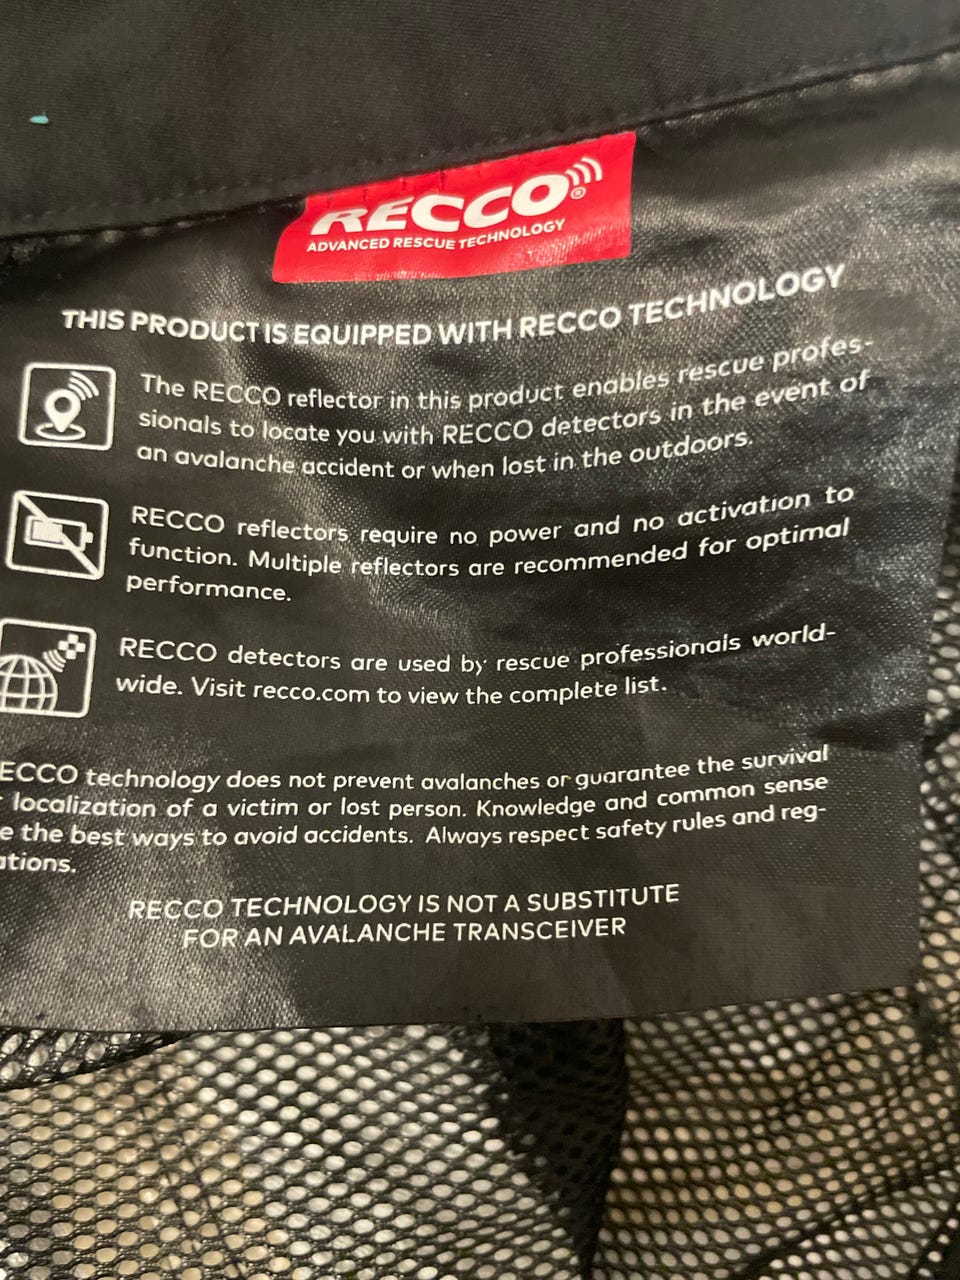 RECCO®
ADVANCED RESCUE TECHNOLOGY
THIS PRODUCT IS EQUIPPED WITH RECCO TECHNOLOGY
The RECCO reflector in this product enables rescue profes-
sionals to locate you with RECCO detectors in the event of
an avalanche accident or when lost in the outdoors.
RECCO reflectors require no power and no activation to
function. Multiple reflectors are recommended for optimal
performance.
RECCO detectors are used by rescue professionals world-
wide. Visit recco.com to view the complete list.
ECCO technology does not prevent avalanches or guarantee the survival
localization of a victim or lost person. Knowledge and common sense
e the best ways to avoid accidents. Always respect safety rules and reg-
ations.
RECCO TECHNOLOGY IS NOT A SUBSTITUTE
FOR AN AVALANCHE TRANSCEIVER